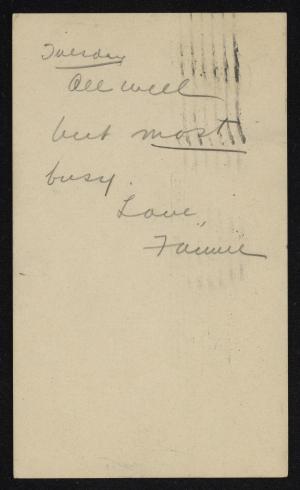 Tuesday
All well
but most
busy.
Love,
Fannie